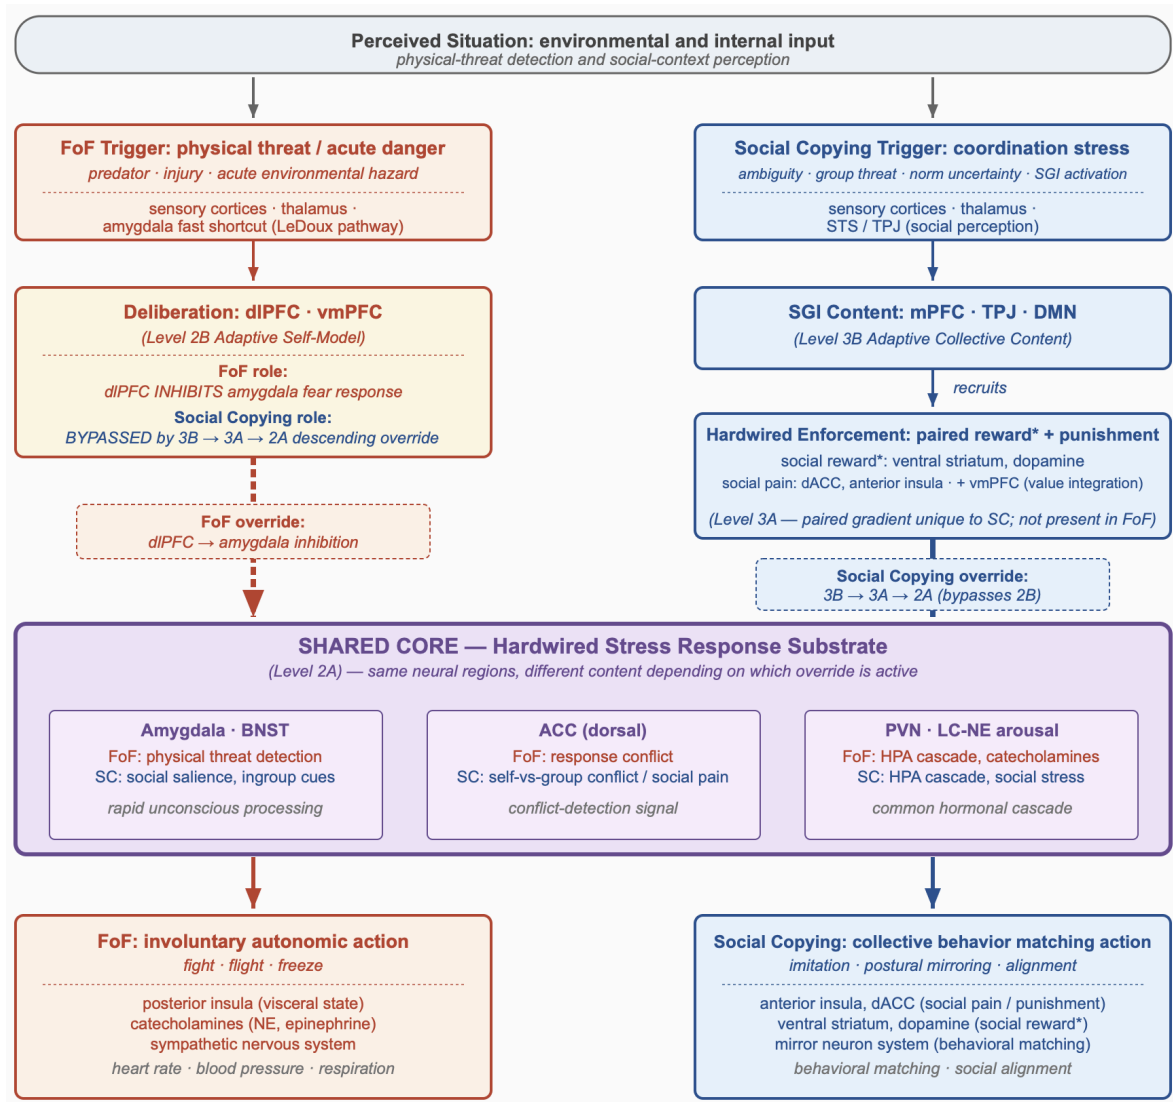 Perceived Situation: environmental and internal input
physical-threat detection and social-context perception
FoF Trigger: physical threat / acute danger
predator · injury · acute environmental hazard
sensory cortices · thalamus ·
amygdala fast shortcut (LeDoux pathway)
Social Copying Trigger: coordination stress
ambiguity · group threat · norm uncertainty · SGI activation
sensory cortices · thalamus ·
STS / TPJ (social perception)
Deliberation: dlPFC · vmPFC
(Level 2B Adaptive Self-Model)
FoF role:
dlPFC INHIBITS amygdala fear response
Social Copying role:
BYPASSED by 3B → 3A → 2A descending override
SGI Content: mPFC · TPJ · DMN
(Level 3B Adaptive Collective Content)
recruits
Hardwired Enforcement: paired reward* + punishment
social reward*: ventral striatum, dopamine
social pain: dACC, anterior insula · + vmPFC (value integration)
(Level 3A — paired gradient unique to SC; not present in FoF)
FoF override:
dlPFC → amygdala inhibition
Social Copying override:
3B → 3A → 2A (bypasses 2B)
SHARED CORE — Hardwired Stress Response Substrate
(Level 2A) — same neural regions, different content depending on which override is active
Amygdala · BNST
FoF: physical threat detection
SC: social salience, ingroup cues
rapid unconscious processing
ACC (dorsal)
FoF: response conflict
SC: self-vs-group conflict / social pain
conflict-detection signal
PVN · LC-NE arousal
FoF: HPA cascade, catecholamines
SC: HPA cascade, social stress
common hormonal cascade
FoF: involuntary autonomic action
fight · flight · freeze
posterior insula (visceral state)
catecholamines (NE, epinephrine)
sympathetic nervous system
heart rate · blood pressure · respiration
Social Copying: collective behavior matching action
imitation · postural mirroring · alignment
anterior insula, dACC (social pain / punishment)
ventral striatum, dopamine (social reward*)
mirror neuron system (behavioral matching)
behavioral matching · social alignment